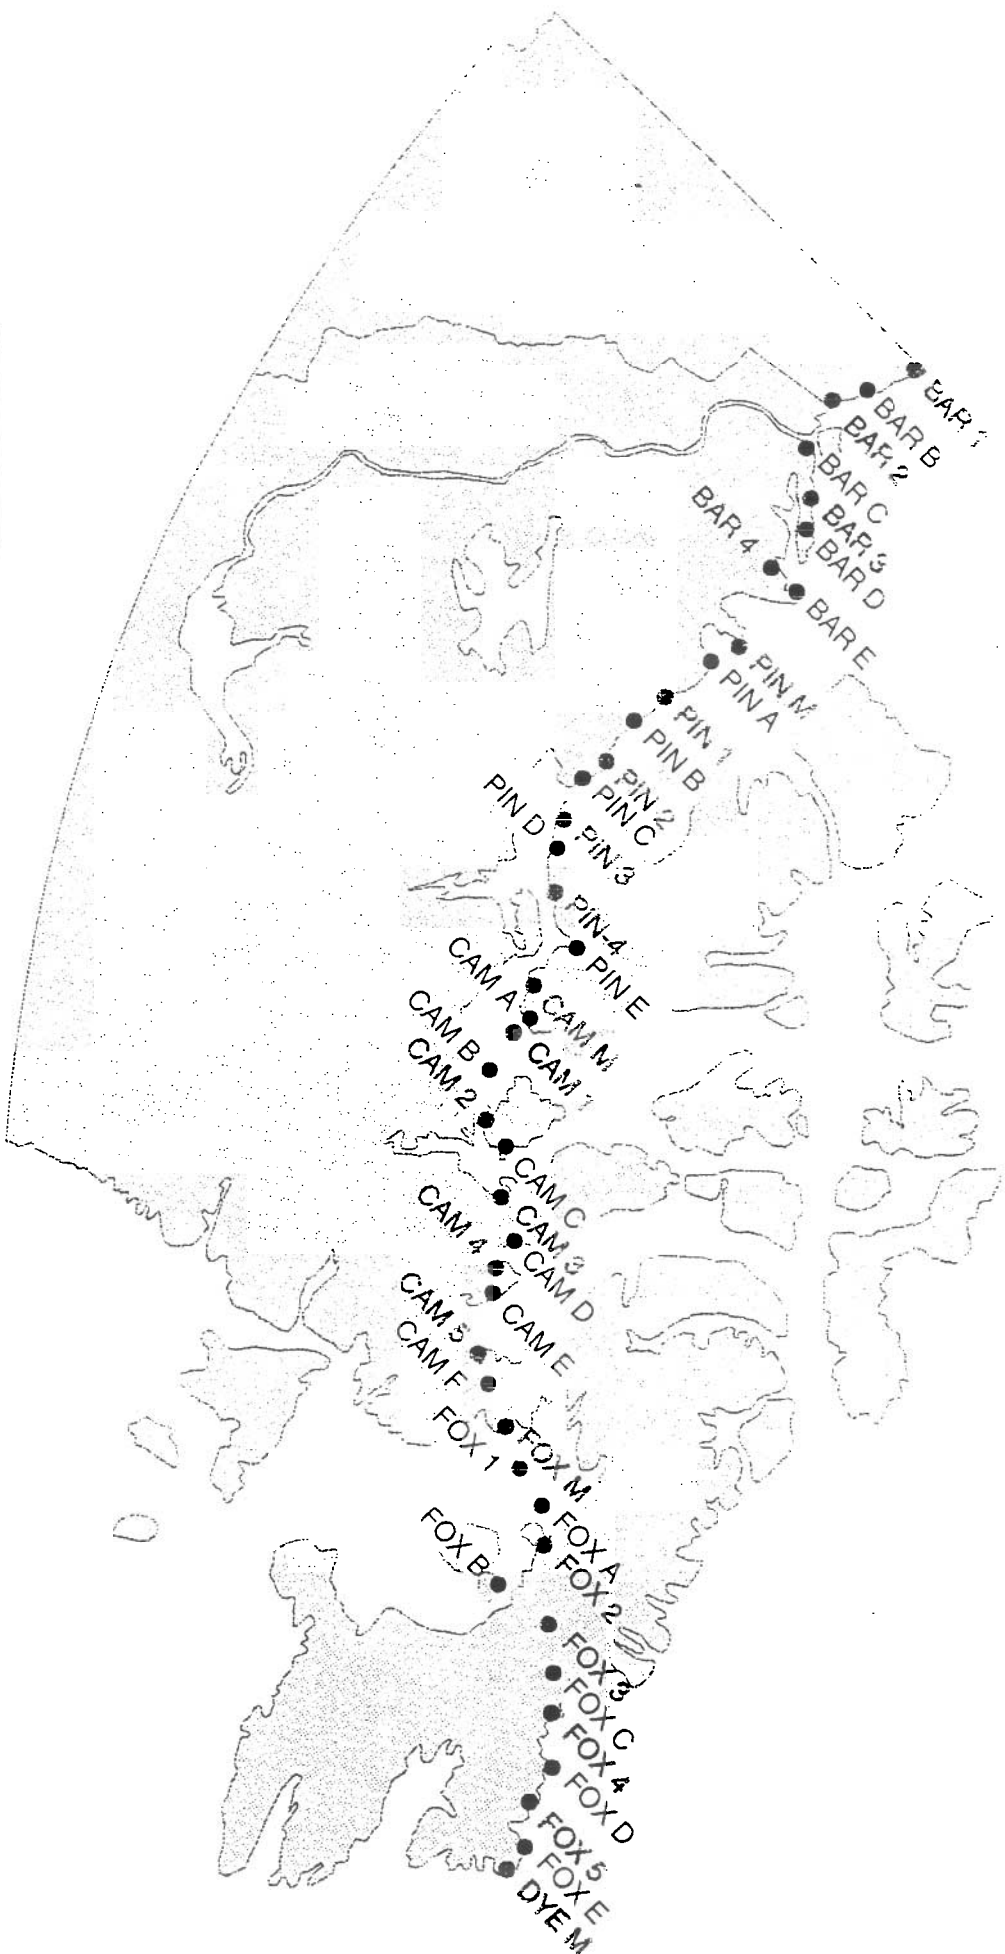 BAR 1
BAR B
BAR 2
BAR C
BAR 3
BAR D
BAR 4
BAR E
PIN M
PIN A
PIN 1
PIN B
PIN 2
PIN C
PIN 3
PIN D
PIN-4
PIN E
CAM M
CAM A
CAM 1
CAM B
CAM 2
CAM C
CAM 3
CAM D
CAM 4
CAM E
CAM 5
CAM F
FOX M
FOX 1
FOX A
FOX 2
FOX B
FOX 3
FOX C
FOX 4
FOX D
FOX 5
FOX E
DYE M